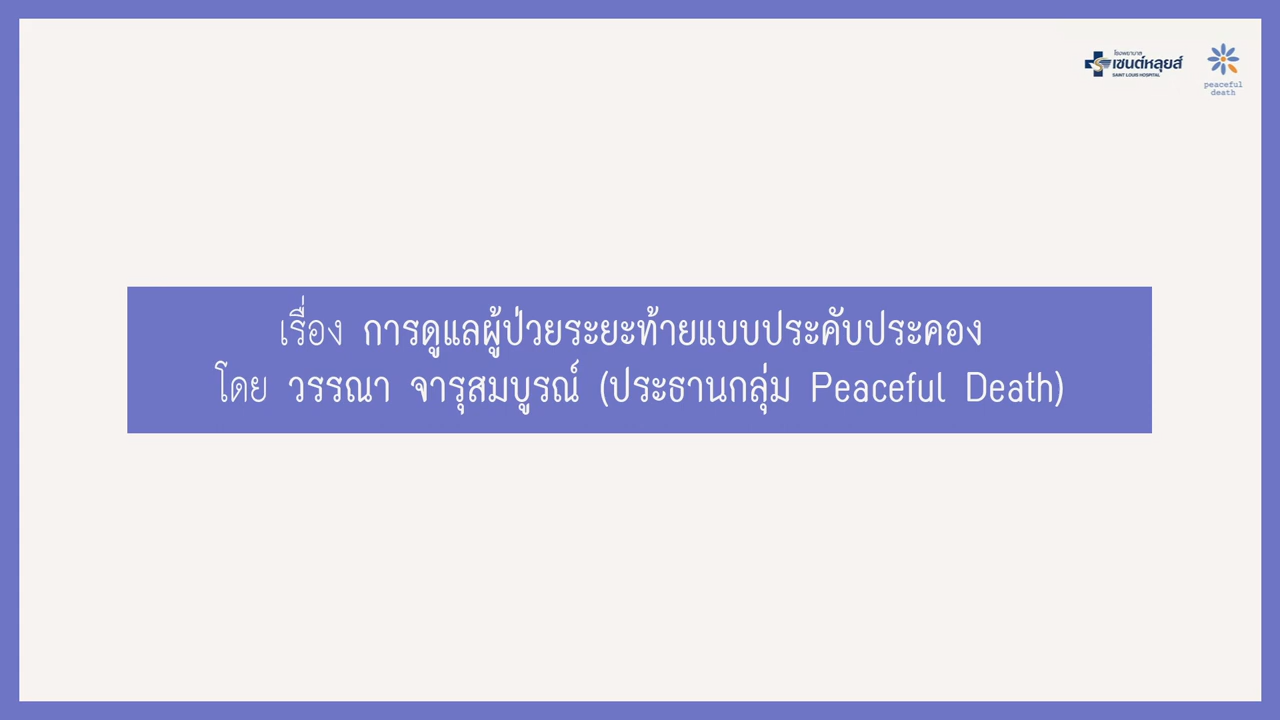 โรงพยาบาล
เซนต์หลุยส์
SAINT LOUIS HOSPITAL
peaceful
death
เรื่อง การดูแลผู้ป่วยระยะท้ายแบบประคับประคอง
โดย วรรณา จารุสมบูรณ์ (ประธานกลุ่ม Peaceful Death)